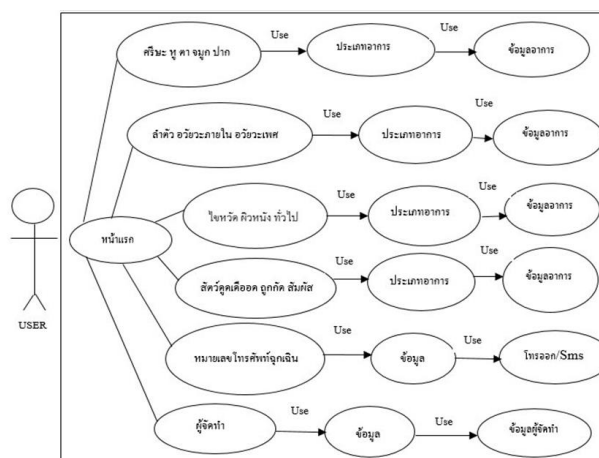 ศรีษะ หู ตา จมูก ปาก Use ประเภทอาการ Use ข้อมูลอาการ
ลำตัว อวัยวะภายใน อวัยวะเพศ Use ประเภทอาการ Use ข้อมูลอาการ
ไขหวัด ผิวหนัง ทั่วไป Use ประเภทอาการ Use ข้อมูลอาการ
หน้าแรก
สัตว์ดูดเลือด ถูกกัด สัมผัส Use ประเภทอาการ Use ข้อมูลอาการ
USER
หมายเลขโทรศัพท์ฉุกเฉิน Use ข้อมูล Use โทรออก/Sms
ผู้จัดทำ Use ข้อมูล Use ข้อมูลผู้จัดทำ